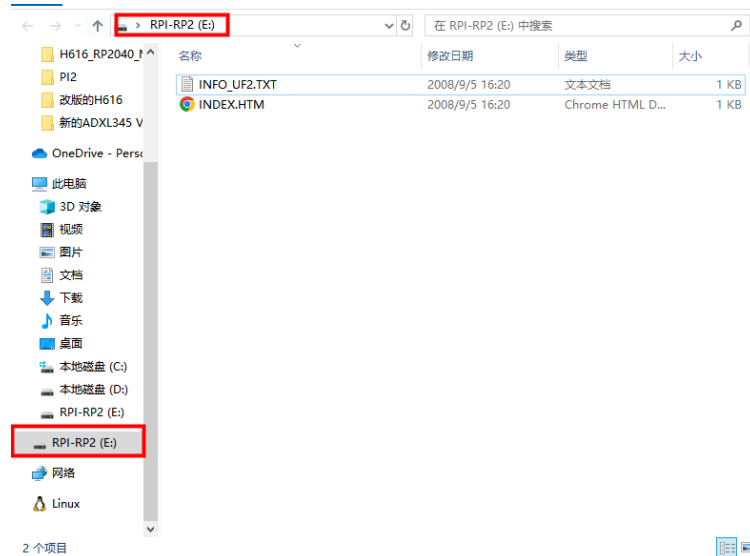 RPI-RP2 (E:)
在 RPI-RP2 (E:) 中搜索
名称 修改日期 类型 大小
INFO_UF2.TXT 2008/9/5 16:20 文本文档 1 KB
INDEX.HTM 2008/9/5 16:20 Chrome HTML D... 1 KB
H616_RP2040_
PI2
改版的H616
新的ADXL345 V
OneDrive - Perso
此电脑
3D 对象
视频
图片
文档
下载
音乐
桌面
本地磁盘 (C:)
本地磁盘 (D:)
RPI-RP2 (E:)
RPI-RP2 (E:)
网络
Linux
2 个项目